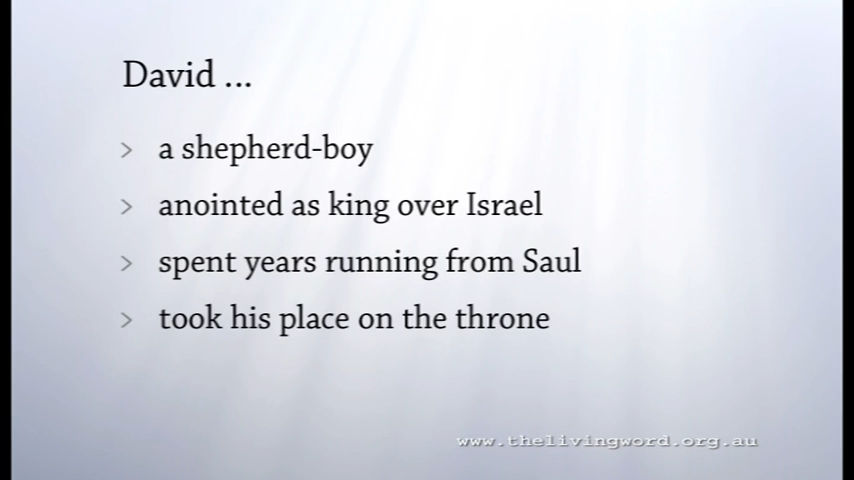 David ...
> a shepherd-boy
> anointed as king over Israel
> spent years running from Saul
> took his place on the throne
www.thelivingword.org.au